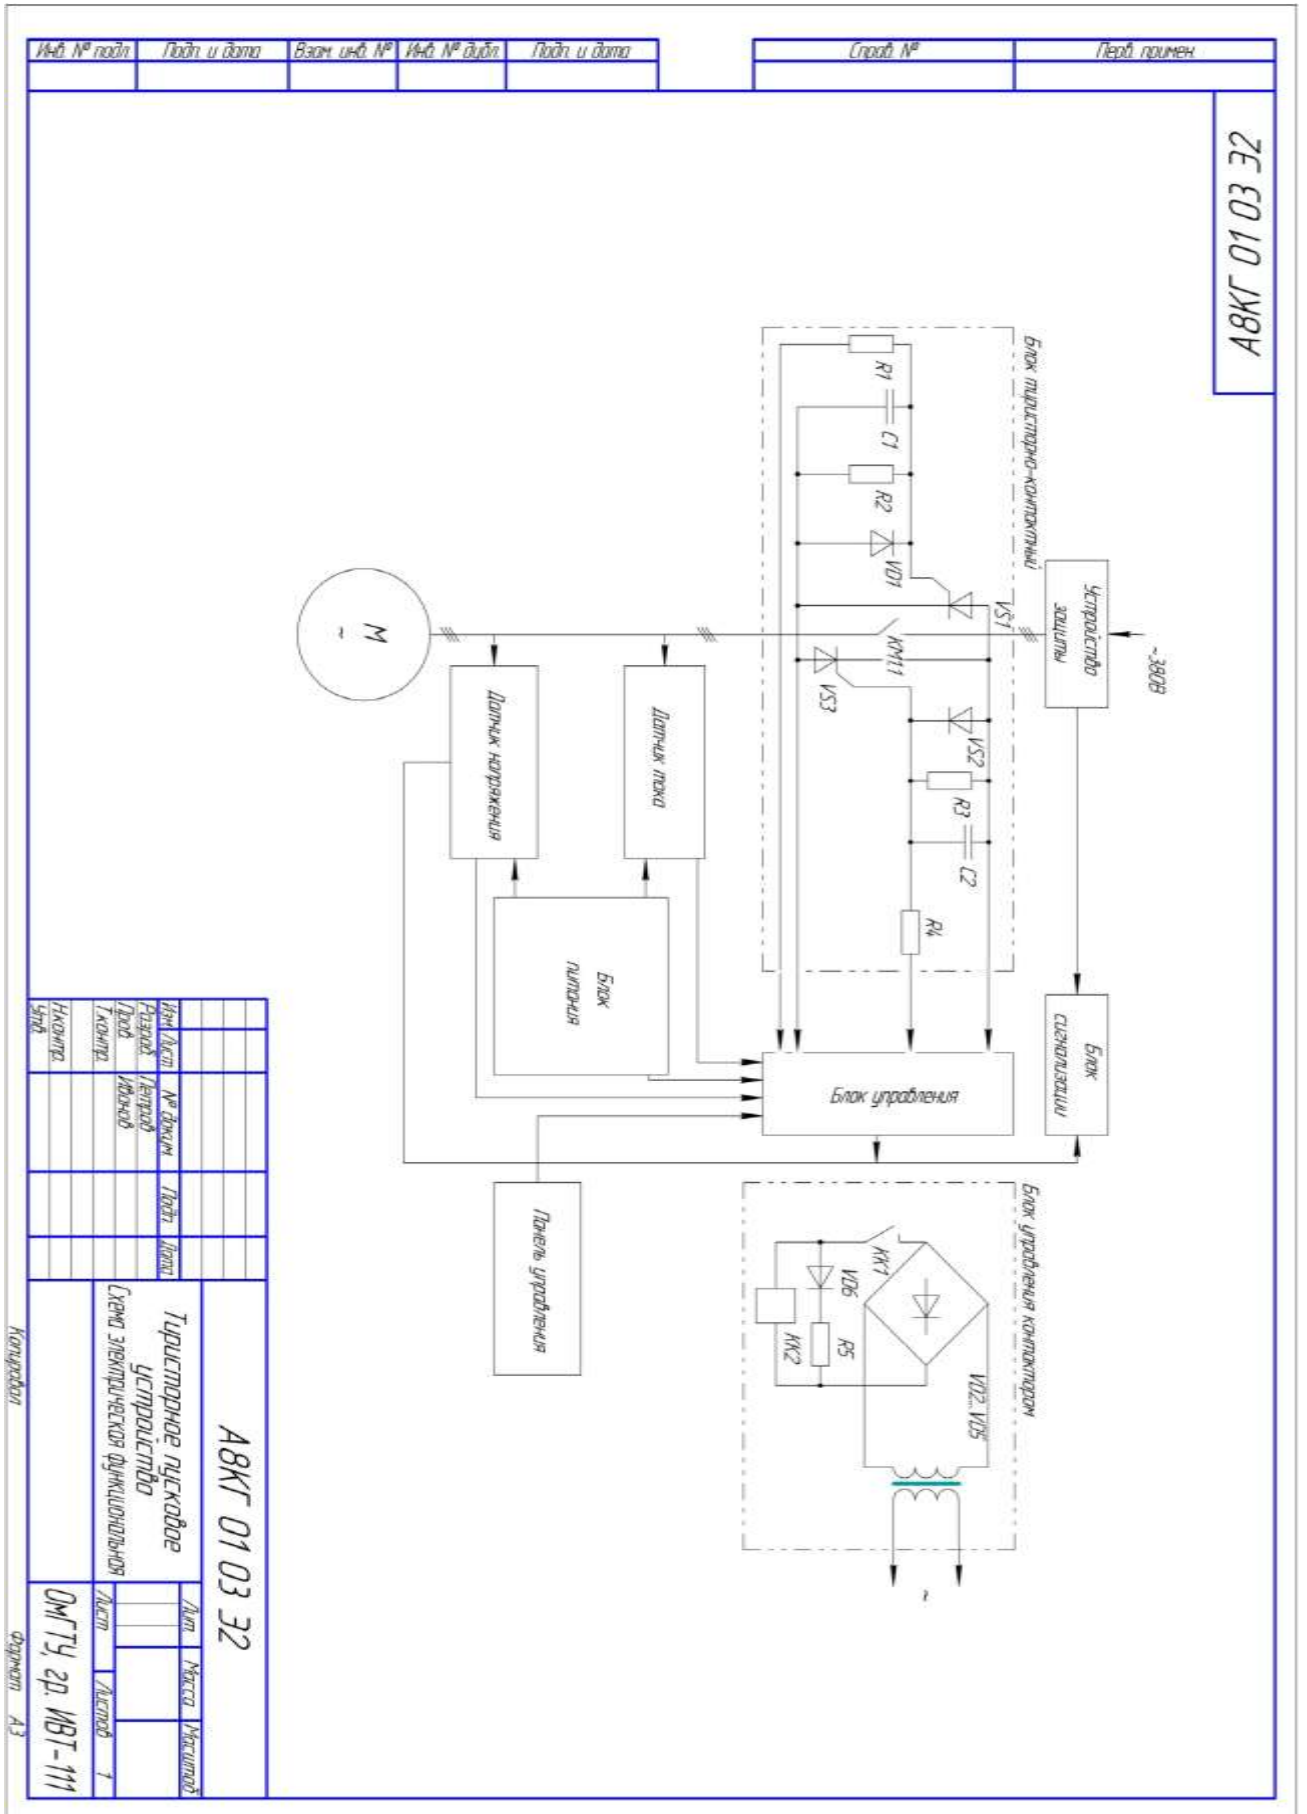 Перв. примен.
Справ. №
Подп. и дата
Инв. № дубл.
Взам. инв. №
Подп. и дата
Инв. № подл.
А8КГ 01 03 Э2
~380В
Устройство
защиты
Блок
сигнализации
Блок тиристорно-контактный
Блок управления контактором
VS1
VS2
R3
C2
R4
R1
C1
R2
VD1
KM1.1
VS3
Блок управления
VD2...VD5
KK1
VD6
R5
KK2
~
Датчик тока
Датчик напряжения
Блок
питания
Панель управления
М
~
А8КГ 01 03 Э2
Изм. Лист № докум. Подп. Дата
Разраб. Петров
Пров. Иванов
Т.контр.
Н.контр.
Утв.
Тиристорное пусковое
устройство
Схема электрическая функциональная
Лит. Масса Масштаб
Лист Листов 1
ОмГТУ, гр. ИВТ-111
Копировал Формат А3